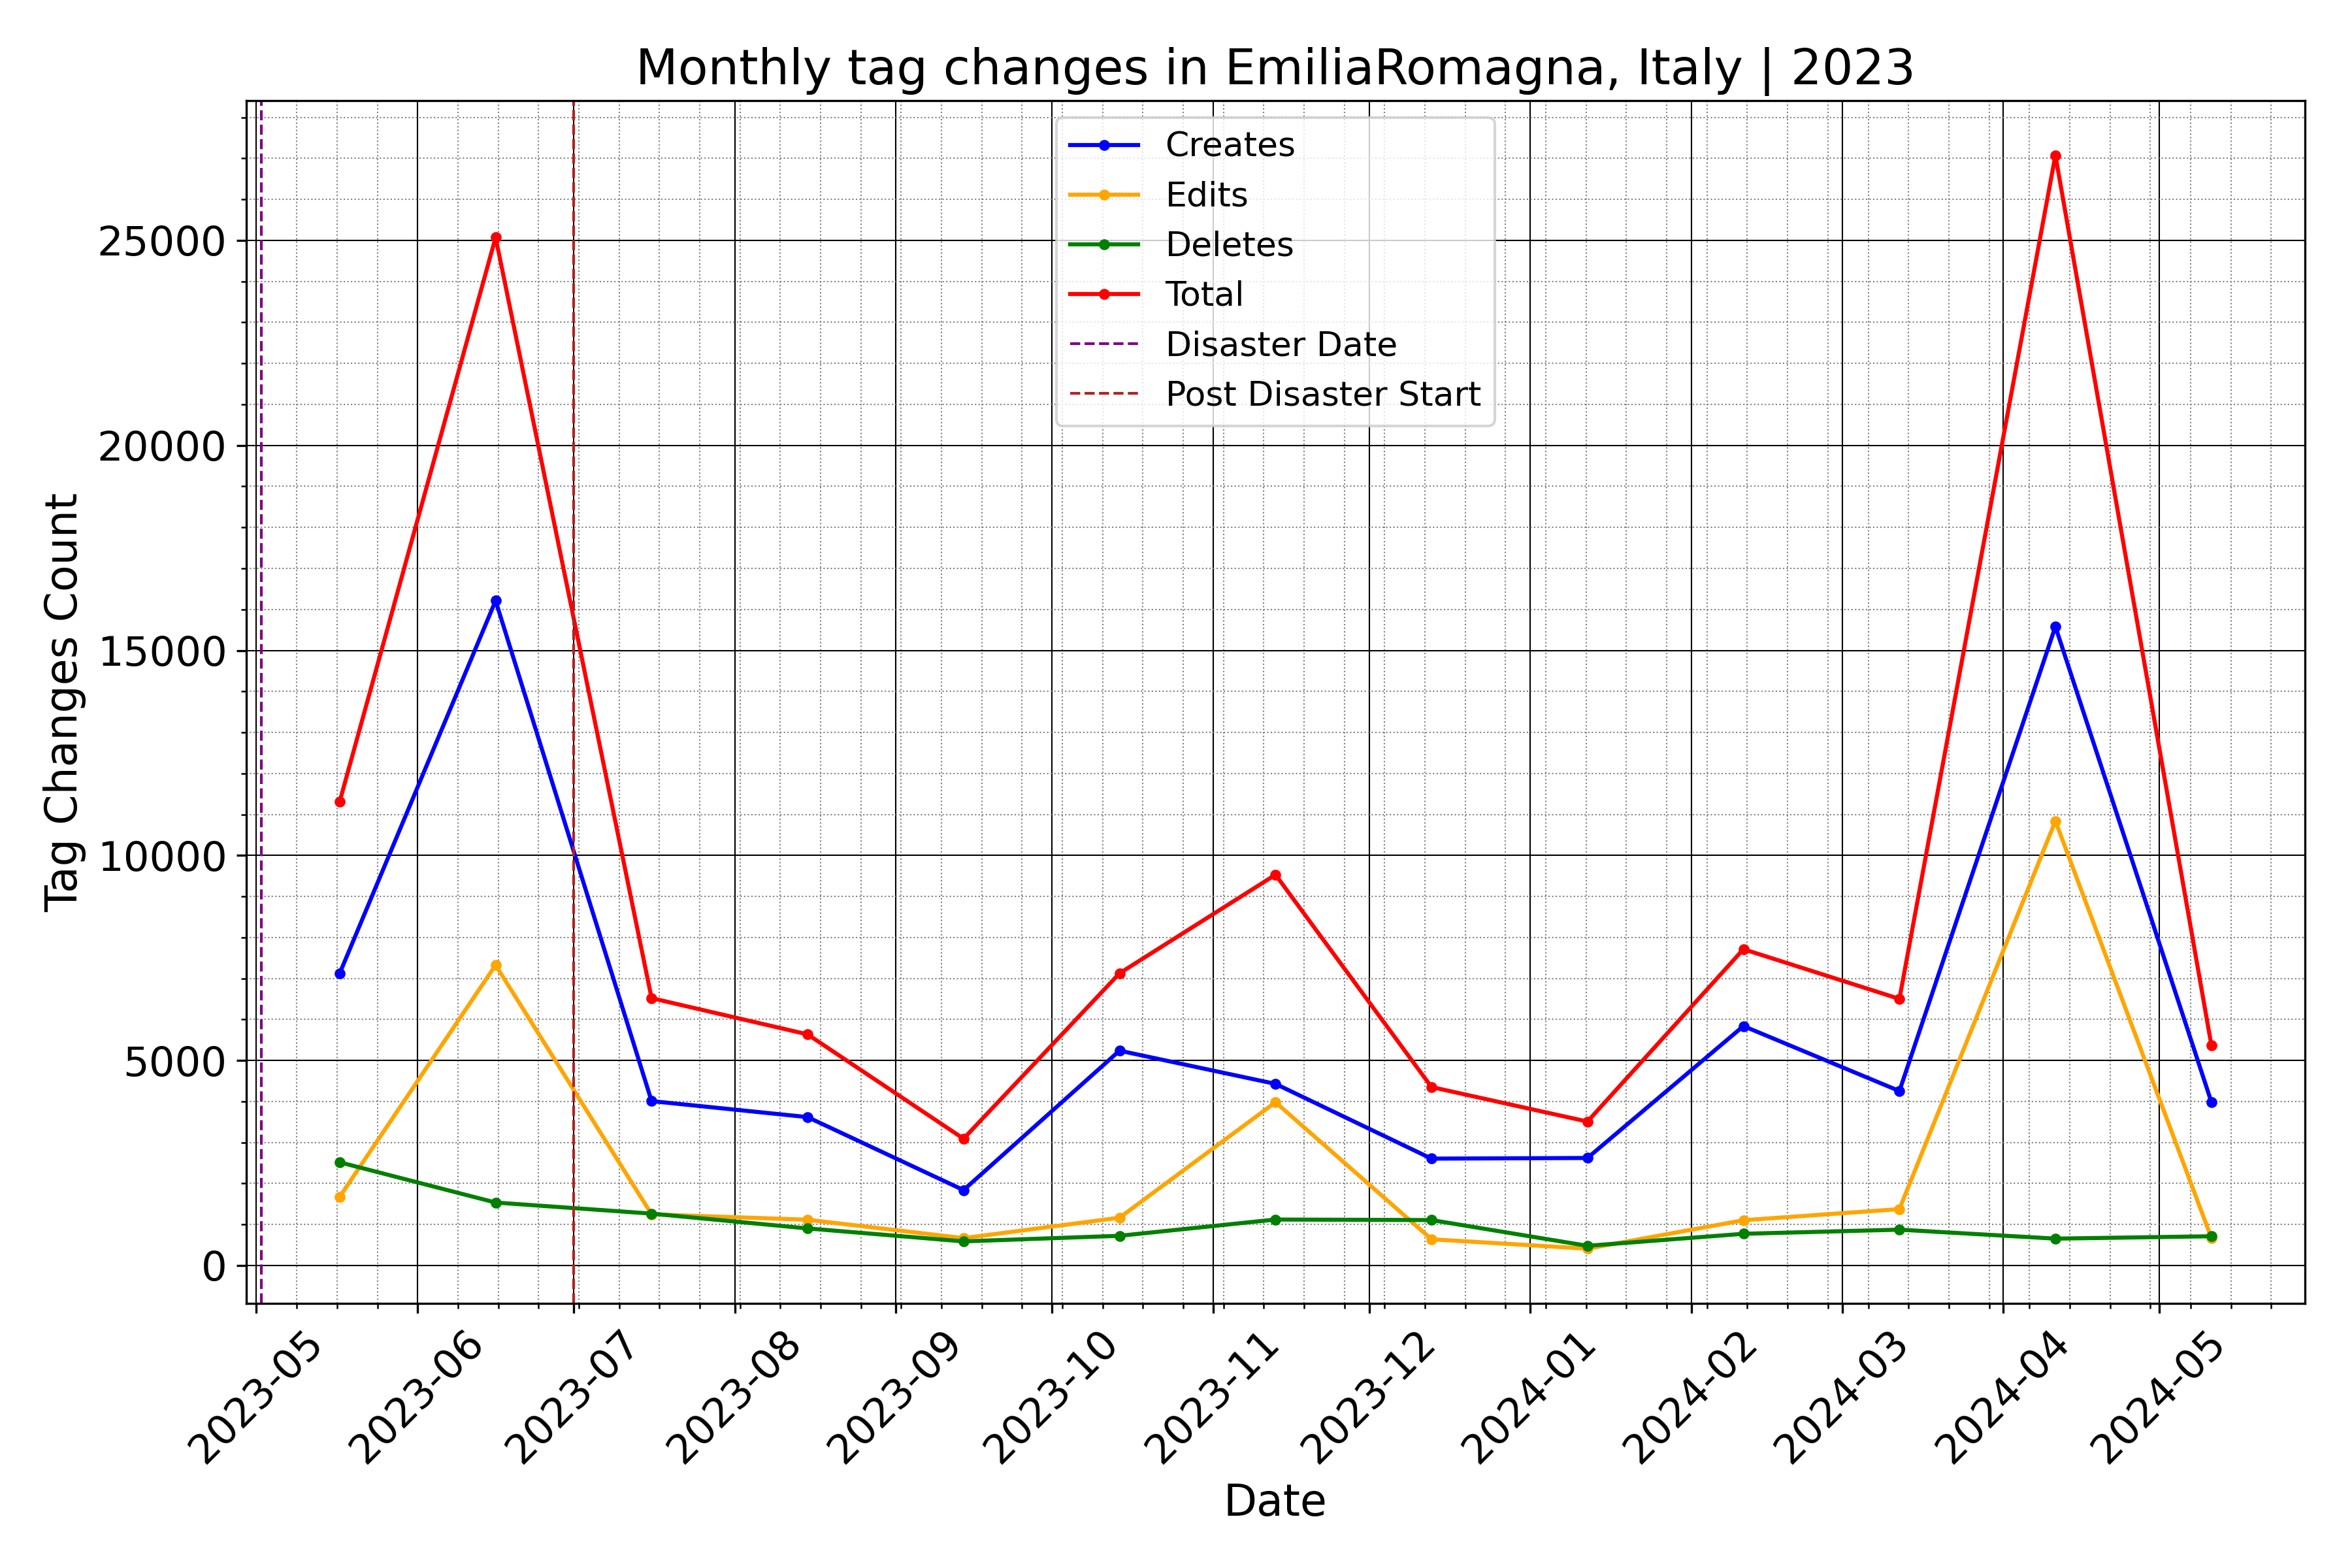 Monthly tag changes in EmiliaRomagna, Italy | 2023
Creates
Edits
Deletes
Total
Disaster Date
Post Disaster Start
Tag Changes Count
25000
20000
15000
10000
5000
0
2023-05
2023-06
2023-07
2023-08
2023-09
2023-10
2023-11
2023-12
2024-01
2024-02
2024-03
2024-04
2024-05
Date